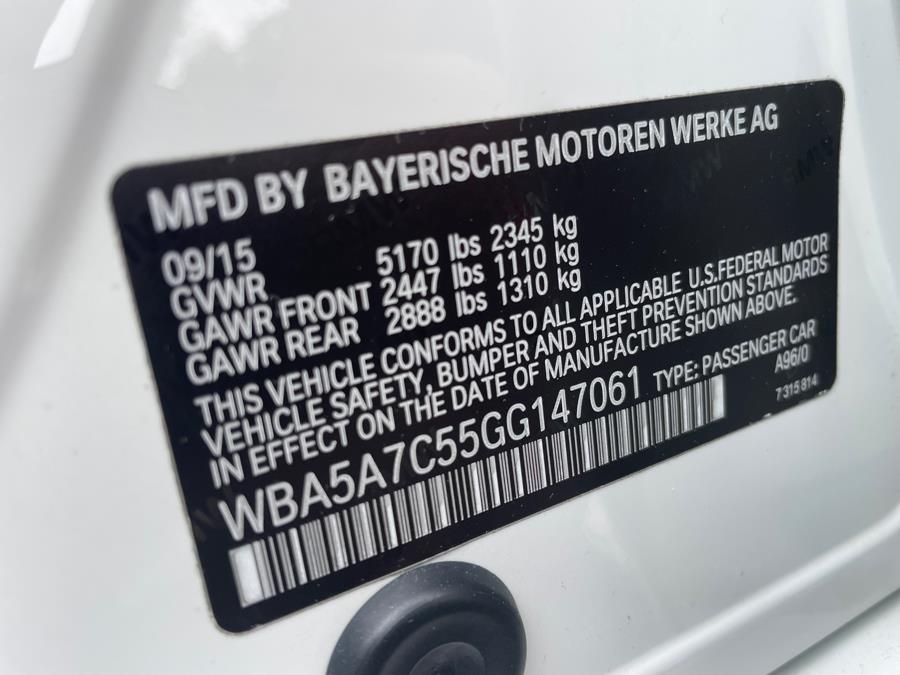 MFD BY BAYERISCHE MOTOREN WERKE AG
09/15
GVWR 5170 lbs 2345 kg
GAWR FRONT 2447 lbs 1110 kg
GAWR REAR 2888 lbs 1310 kg
THIS VEHICLE CONFORMS TO ALL APPLICABLE U.S.FEDERAL MOTOR
VEHICLE SAFETY, BUMPER AND THEFT PREVENTION STANDARDS
IN EFFECT ON THE DATE OF MANUFACTURE SHOWN ABOVE.
WBA5A7C55GG147061 TYPE: PASSENGER CAR
A96/0
7 315 814